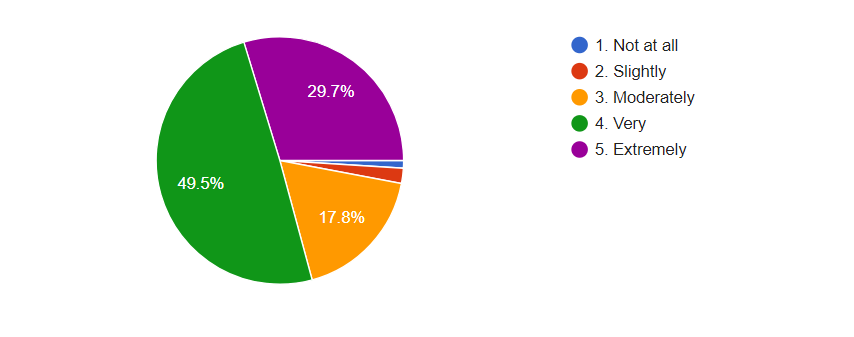 29.7%
49.5%
17.8%
1. Not at all
2. Slightly
3. Moderately
4. Very
5. Extremely